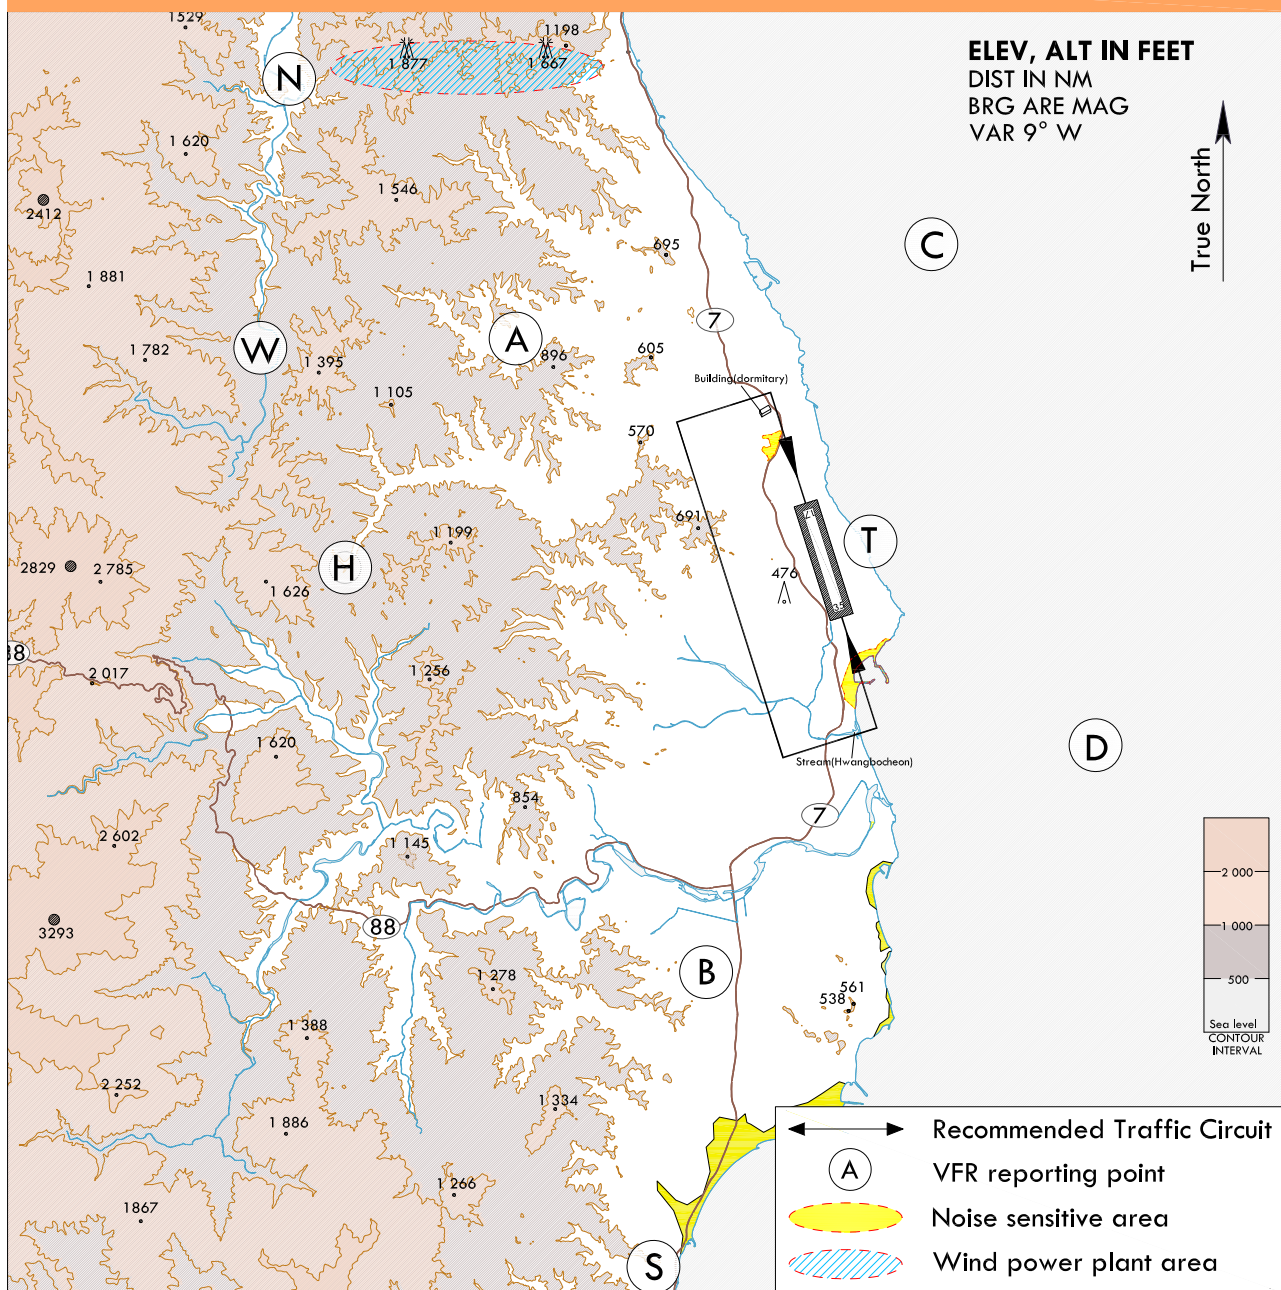 1529
1198
1 877
1 667
N
ELEV, ALT IN FEET
DIST IN NM
BRG ARE MAG
VAR 9° W
True North
1 620
1 546
2412
695
C
1 881
7
A
W
1 782
1 395
896
605
Building(dormitary)
1 105
570
691
17
T
1 199
2829
2 785
H
1 626
476
35
38
2 017
1 256
1 620
D
Stream(Hwangbocheon)
854
7
2 602
1 145
2 000
1 000
500
Sea level
CONTOUR
INTERVAL
3293
88
B
1 278
561
538
1 388
2 252
1 334
1 886
1 266
1867
S
Recommended Traffic Circuit
A
VFR reporting point
Noise sensitive area
Wind power plant area